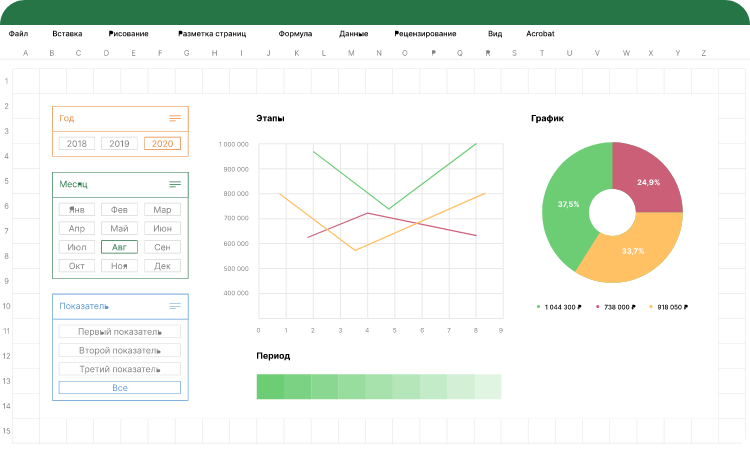 Файл Вставка Рисование Разметка страниц Формула Данные Рецензирование Вид Acrobat
A B C D E F G H I J K L M N O P Q R S T U V W X Y Z
1
2
3
4
5
6
7
8
9
10
11
12
13
14
15
Год
2018 2019 2020
Месяц
Янв Фев Мар
Апр Май Июн
Июл Авг Сен
Окт Ноя Дек
Показатель
Первый показатель
Второй показатель
Третий показатель
Все
Этапы
1 000 000
900 000
800 000
700 000
600 000
500 000
400 000
0 1 2 3 4 5 6 7 8 9
Период
График
24,9%
37,5%
33,7%
1 044 300 ₽ 738 000 ₽ 918 050 ₽